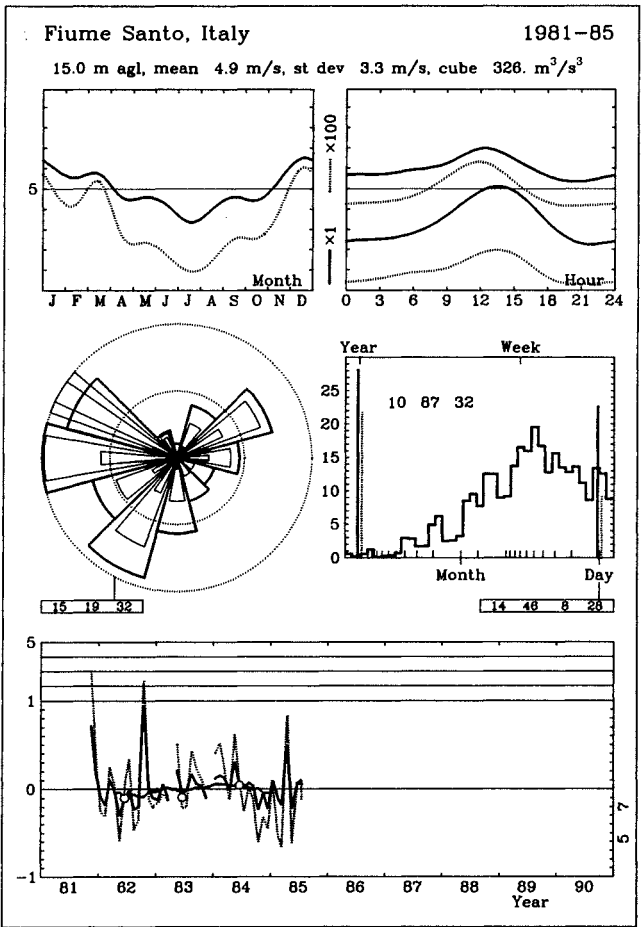 Fiume Santo, Italy 1981–85
15.0 m agl, mean 4.9 m/s, st dev 3.3 m/s, cube 326. m³/s³
×100
5
×1
Month Hour
J F M A M J J A S O N D 0 3 6 9 12 15 18 21 24
Year Week
25
10 87 32
20
15
10
5
0
Month Day
15 19 32 14 46 8 28
5
1
0
5 7
-1
81 82 83 84 85 86 87 88 89 90
Year